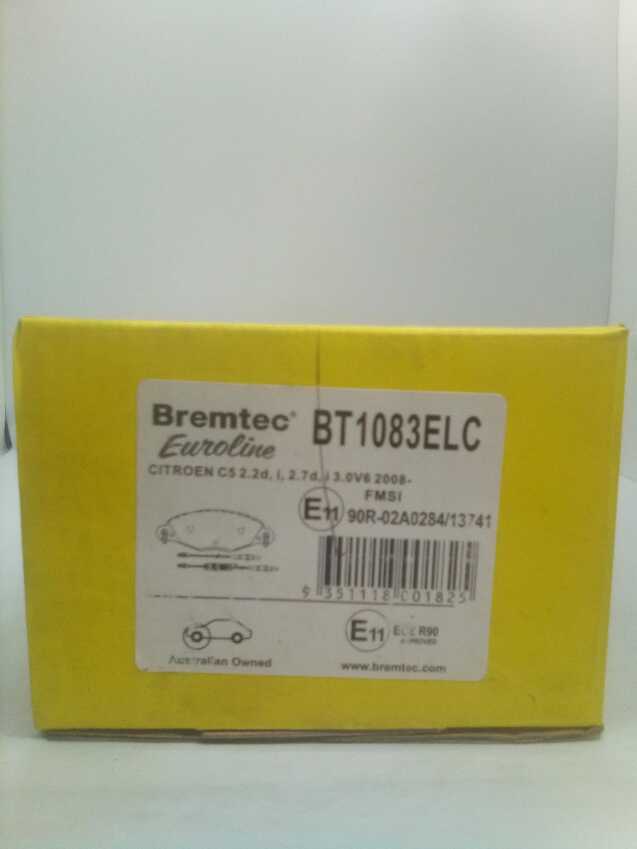 Bremtec®
Euroline
BT1083ELC
CITROEN C5 2.2d, i, 2.7d, i 3.0V6 2008-
FMSI
E11 90R-02A0284/13741
9 351118 001825
E11 ECE R90
APPROVED
Australian Owned
www.bremtec.com